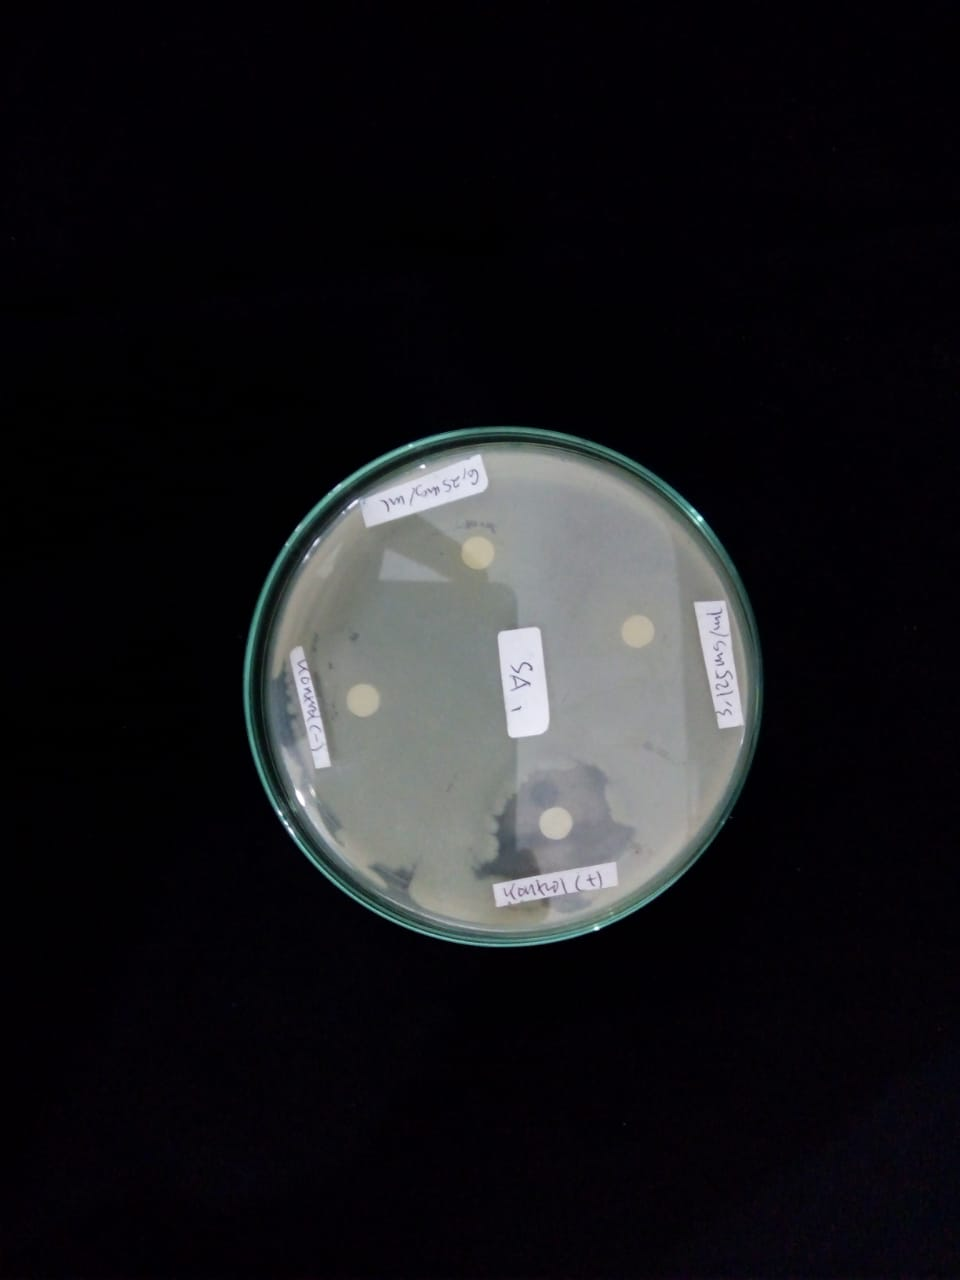 6,25 mg/ml
3,125 mg/ml
SA 1
kontrol (-)
kontrol (+)